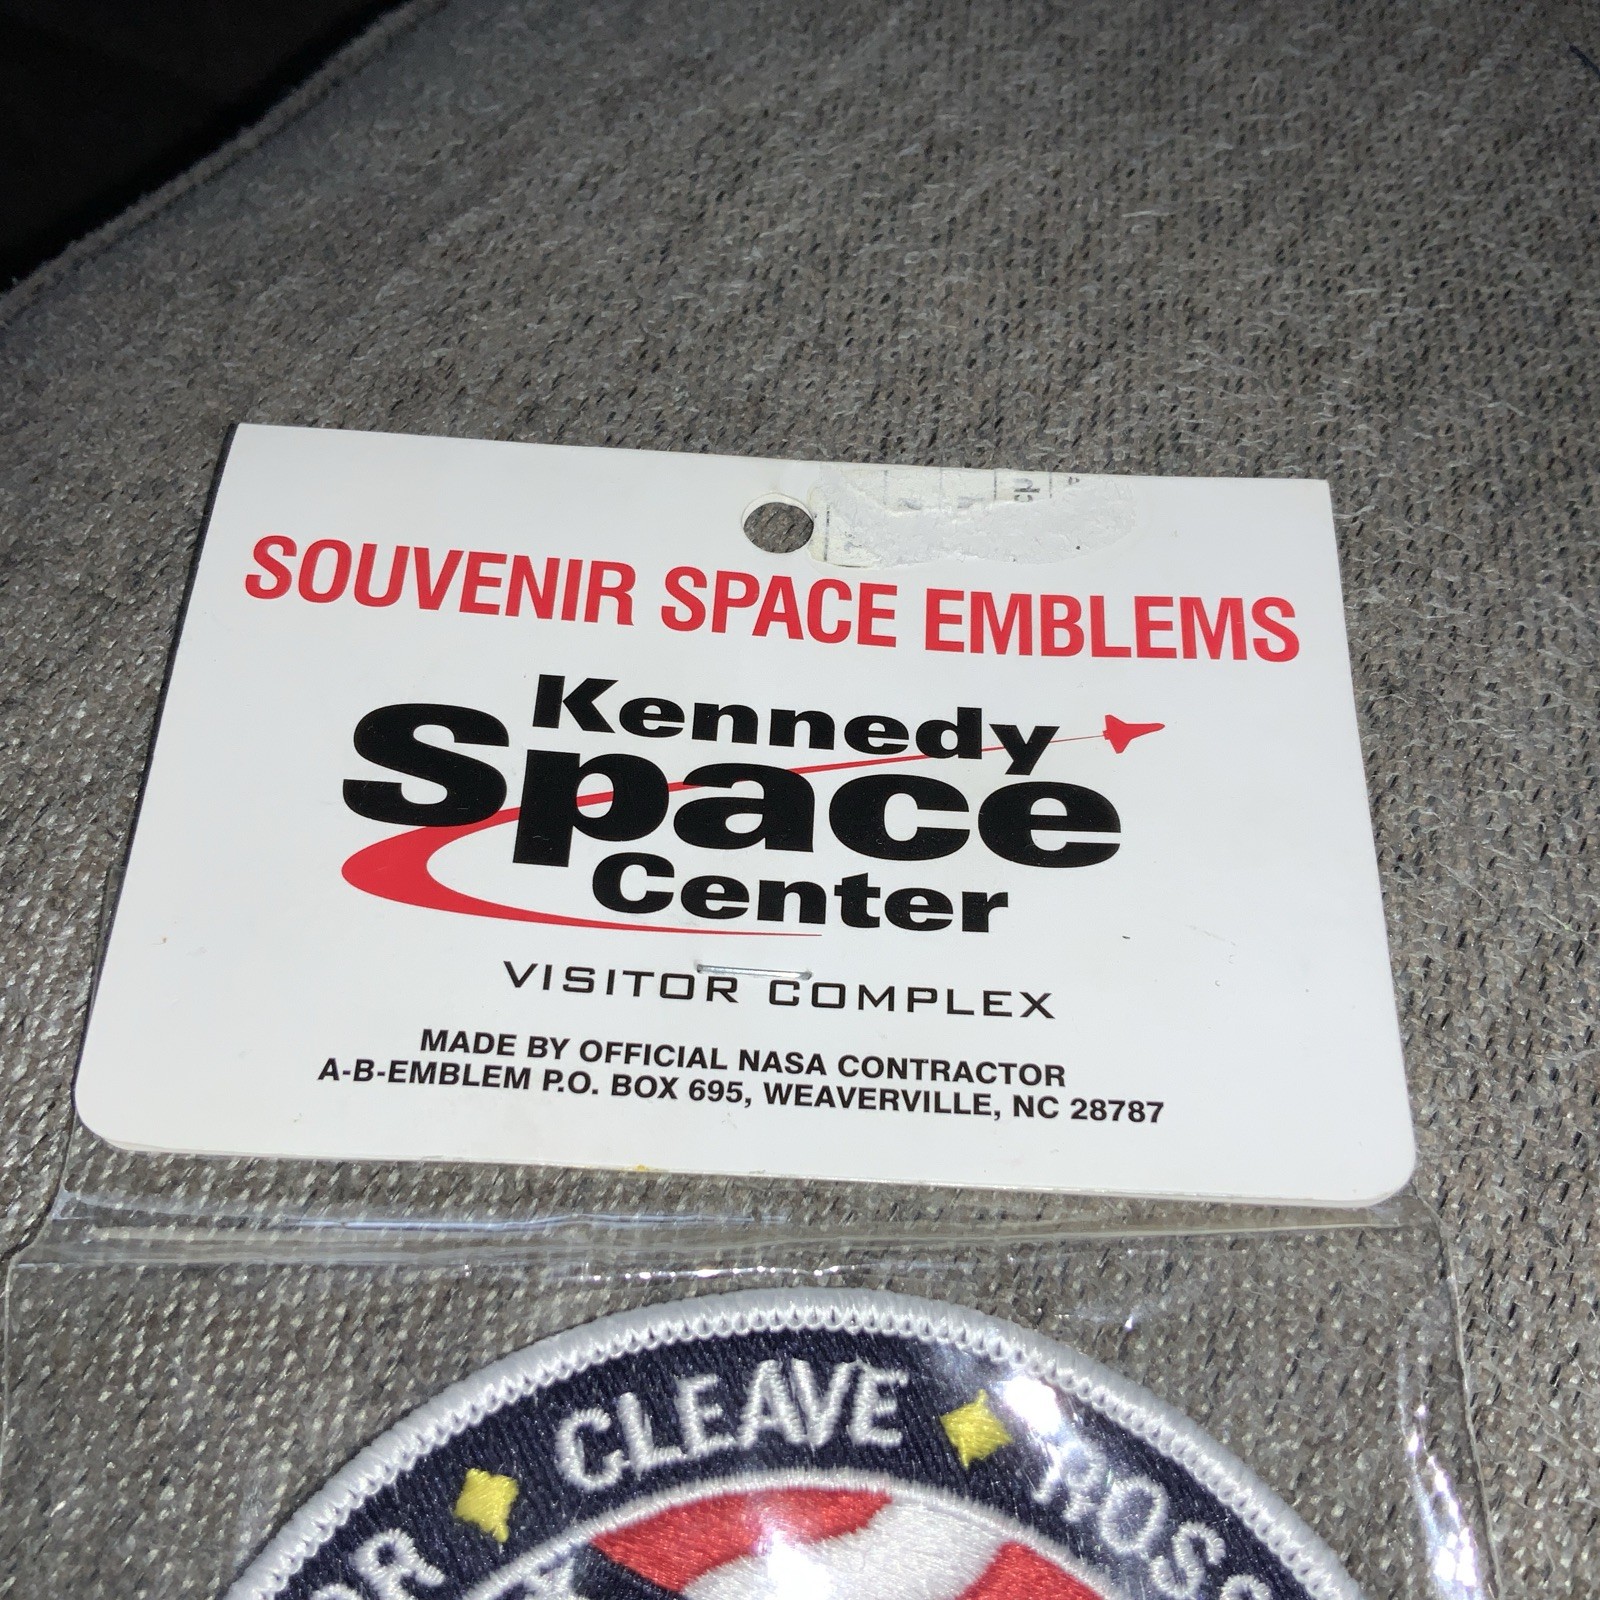 SOUVENIR SPACE EMBLEMS
Kennedy
Space
Center
VISITOR COMPLEX
MADE BY OFFICIAL NASA CONTRACTOR
A-B-EMBLEM P.O. BOX 695, WEAVERVILLE, NC 28787
CLEAVE